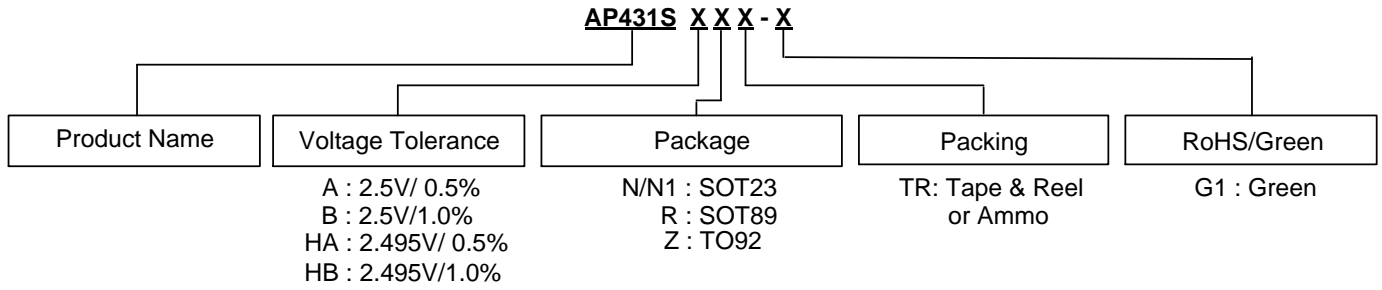 AP431S X X X - X
Product Name
Voltage Tolerance
Package
Packing
RoHS/Green
A : 2.5V/ 0.5%
B : 2.5V/1.0%
HA : 2.495V/ 0.5%
HB : 2.495V/1.0%
N/N1 : SOT23
R : SOT89
Z : TO92
TR: Tape & Reel
or Ammo
G1 : Green